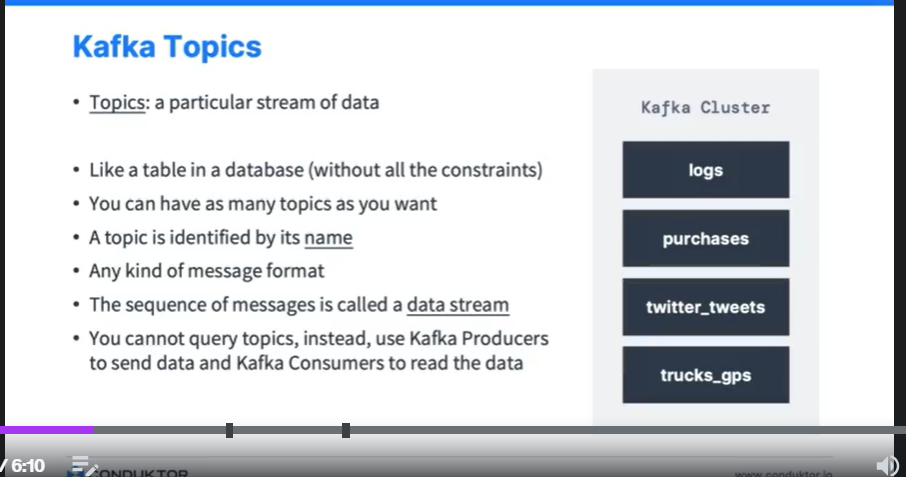 Kafka Topics
• Topics: a particular stream of data
Kafka Cluster
• Like a table in a database (without all the constraints)
logs
• You can have as many topics as you want
• A topic is identified by its name
purchases
• Any kind of message format
• The sequence of messages is called a data stream
twitter_tweets
• You cannot query topics, instead, use Kafka Producers
to send data and Kafka Consumers to read the data
trucks_gps
/ 6:10
CONDUKTOR
www.conduktor.io